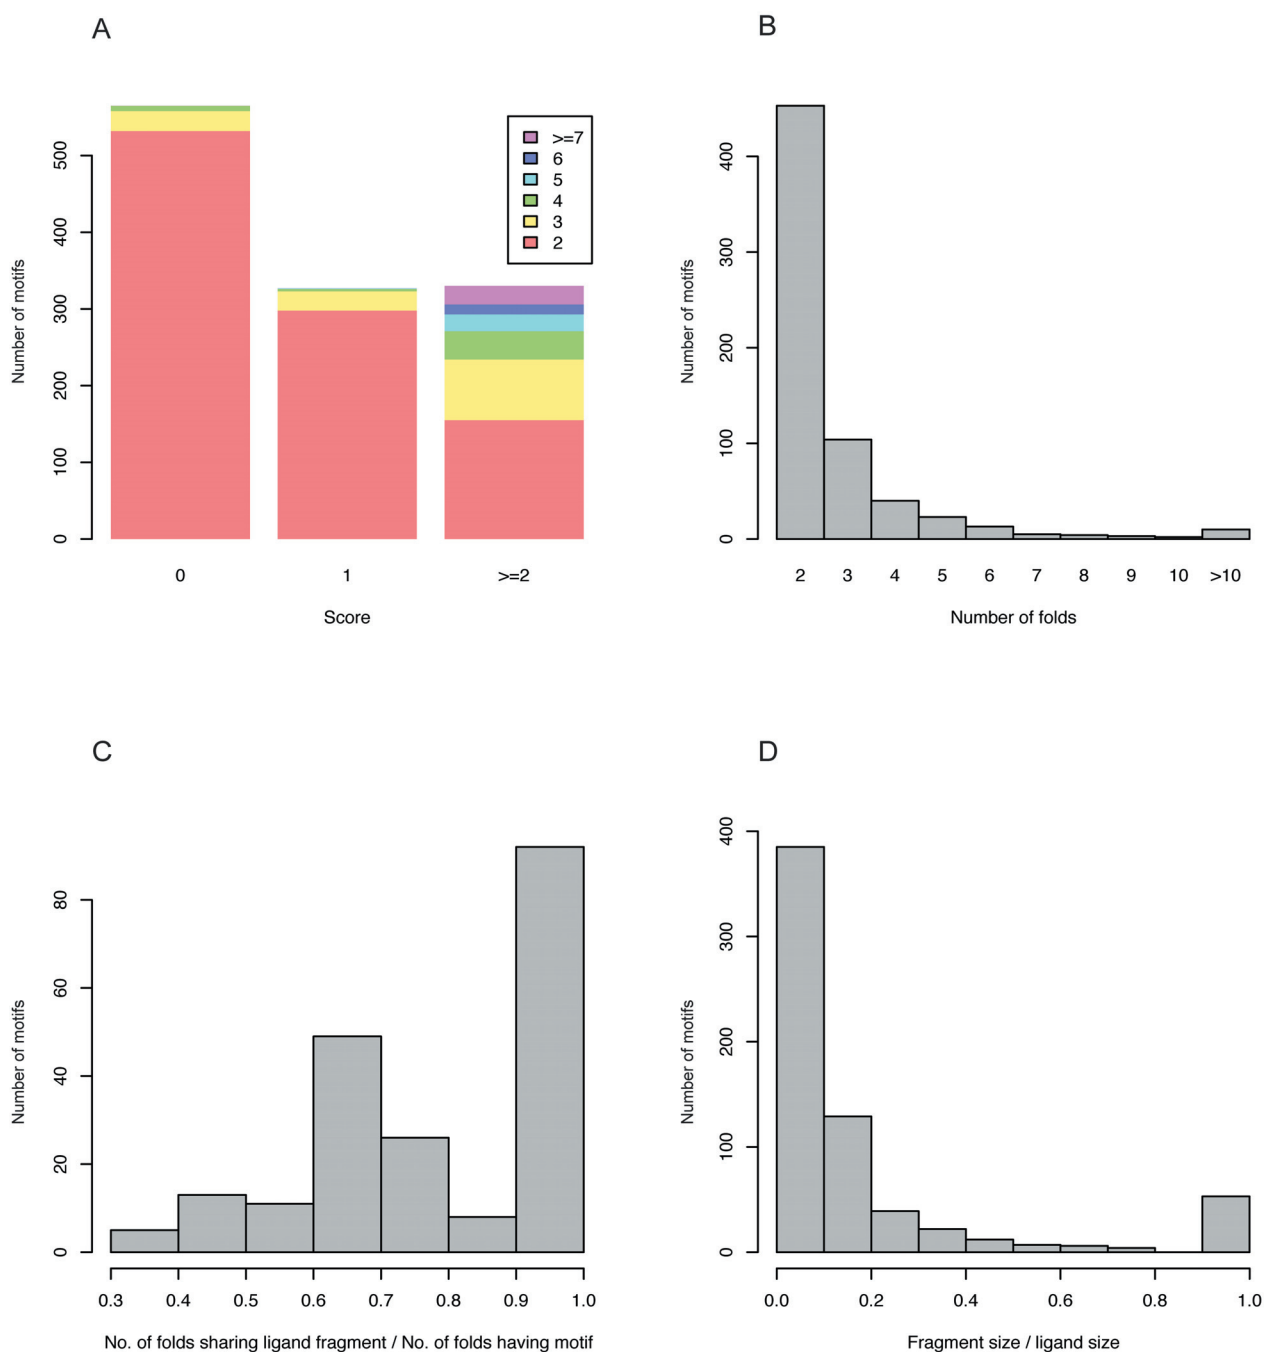 A
Number of motifs
0
100
200
300
400
500
>=7
6
5
4
3
2
0 1 >=2
Score
B
Number of motifs
0
100
200
300
400
2 3 4 5 6 7 8 9 10 >10
Number of folds
C
Number of motifs
0
20
40
60
80
0.3 0.4 0.5 0.6 0.7 0.8 0.9 1.0
No. of folds sharing ligand fragment / No. of folds having motif
D
Number of motifs
0
100
200
300
400
0.0 0.2 0.4 0.6 0.8 1.0
Fragment size / ligand size